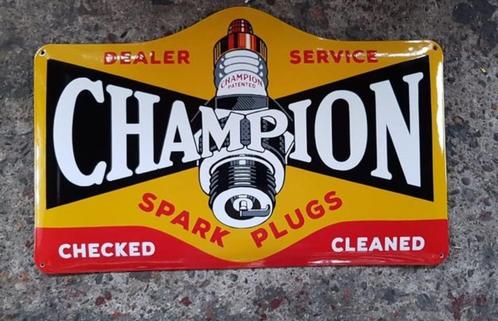 DEALER SERVICE
CHAMPION
PATENTED
CHAMPION
SPARK PLUGS
CHECKED CLEANED